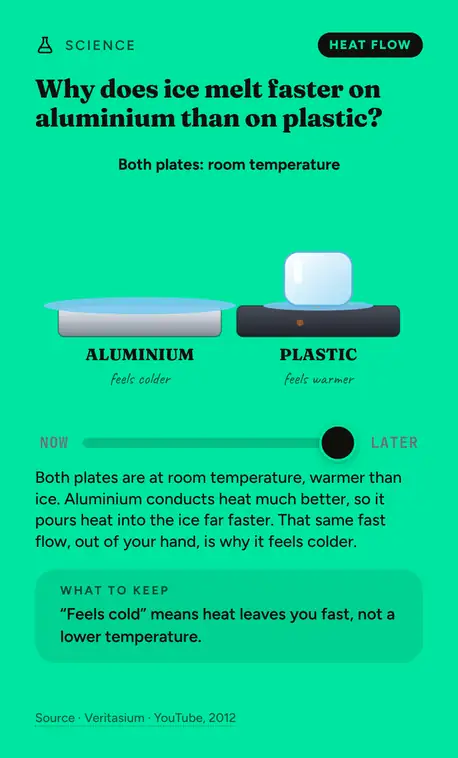 SCIENCE
HEAT FLOW
Why does ice melt faster on
aluminium than on plastic?
Both plates: room temperature
ALUMINIUM
PLASTIC
feels colder
feels warmer
NOW
LATER
Both plates are at room temperature, warmer than
ice. Aluminium conducts heat much better, so it
pours heat into the ice far faster. That same fast
flow, out of your hand, is why it feels colder.
WHAT TO KEEP
“Feels cold” means heat leaves you fast, not a
lower temperature.
Source · Veritasium · YouTube, 2012